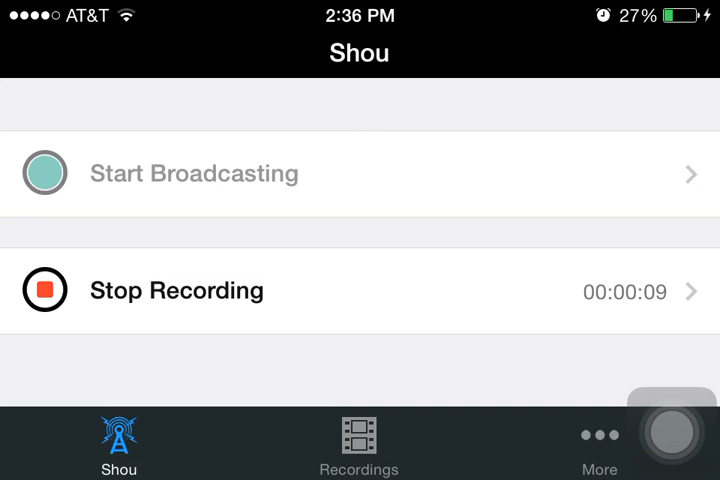 AT&T 2:36 PM 27%
Shou
Start Broadcasting
Stop Recording 00:00:09
Shou Recordings More